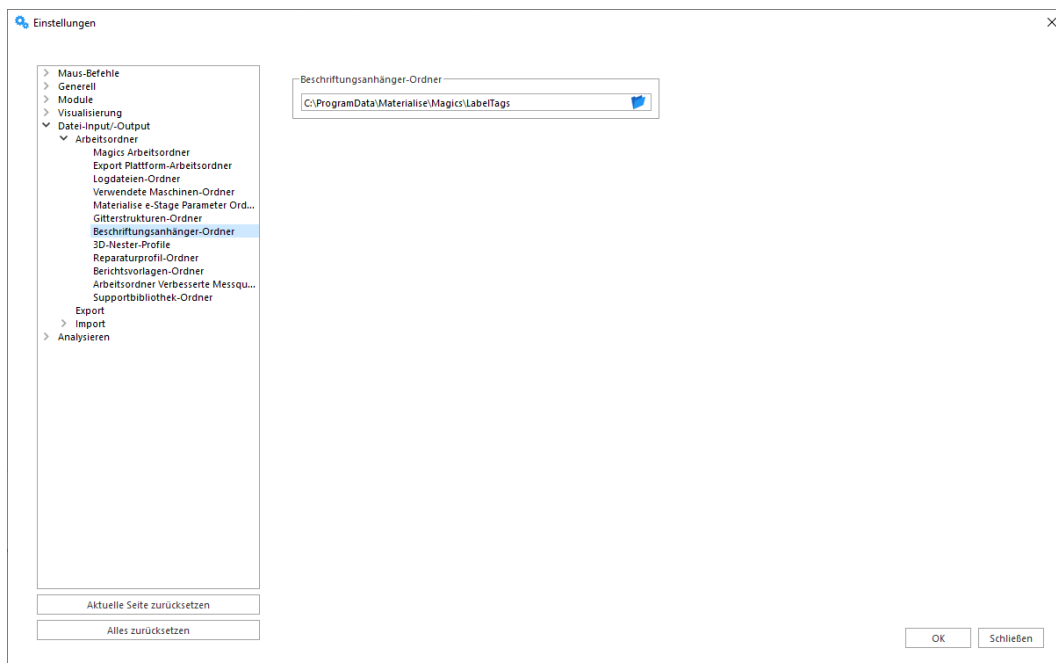 Einstellungen
Maus-Befehle
Generell
Module
Visualisierung
Datei-Input/-Output
Arbeitsordner
Magics Arbeitsordner
Export Plattform-Arbeitsordner
Logdateien-Ordner
Verwendete Maschinen-Ordner
Materialise e-Stage Parameter Ord...
Gitterstrukturen-Ordner
Beschriftungsanhänger-Ordner
3D-Nester-Profile
Reparaturprofil-Ordner
Berichtsvorlagen-Ordner
Arbeitsordner Verbesserte Messqu...
Supportbibliothek-Ordner
Export
Import
Analysieren
Aktuelle Seite zurücksetzen
Alles zurücksetzen
Beschriftungsanhänger-Ordner
C:\ProgramData\Materialise\Magics\LabelTags
OK
Schließen